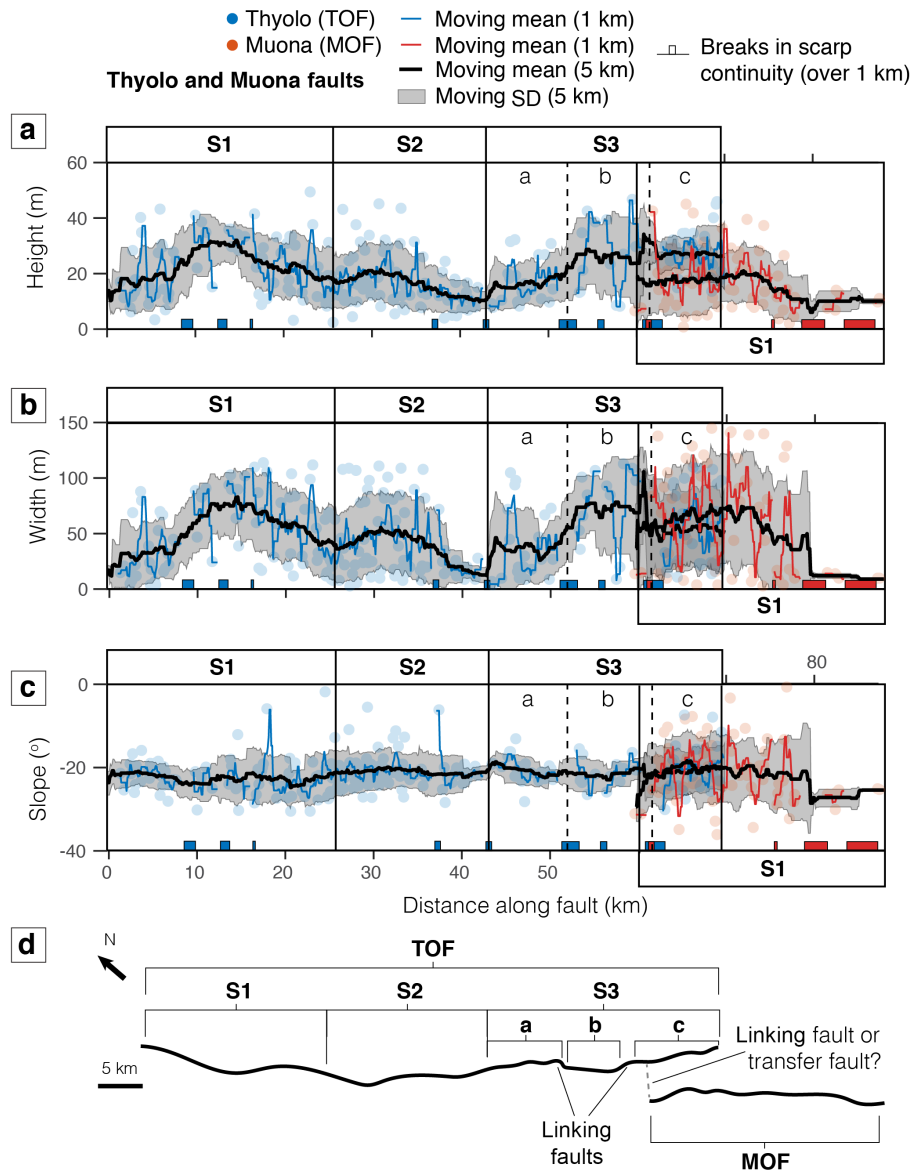 Thyolo (TOF)
Muona (MOF)
Thyolo and Muona faults
Moving mean (1 km)
Moving mean (1 km)
Moving mean (5 km)
Moving SD (5 km)
Breaks in scarp
continuity (over 1 km)
a
S1 S2 S3
a b c
Height (m)
60
40
20
0
S1
b
S1 S2 S3
a b c
Width (m)
150
100
50
0
S1
c
S1 S2 S3
80
a b c
Slope (°)
0
-20
-40
S1
0 10 20 30 40 50
Distance along fault (km)
d
N
TOF
S1 S2 S3
a b c
5 km
Linking fault or
transfer fault?
Linking
faults
MOF